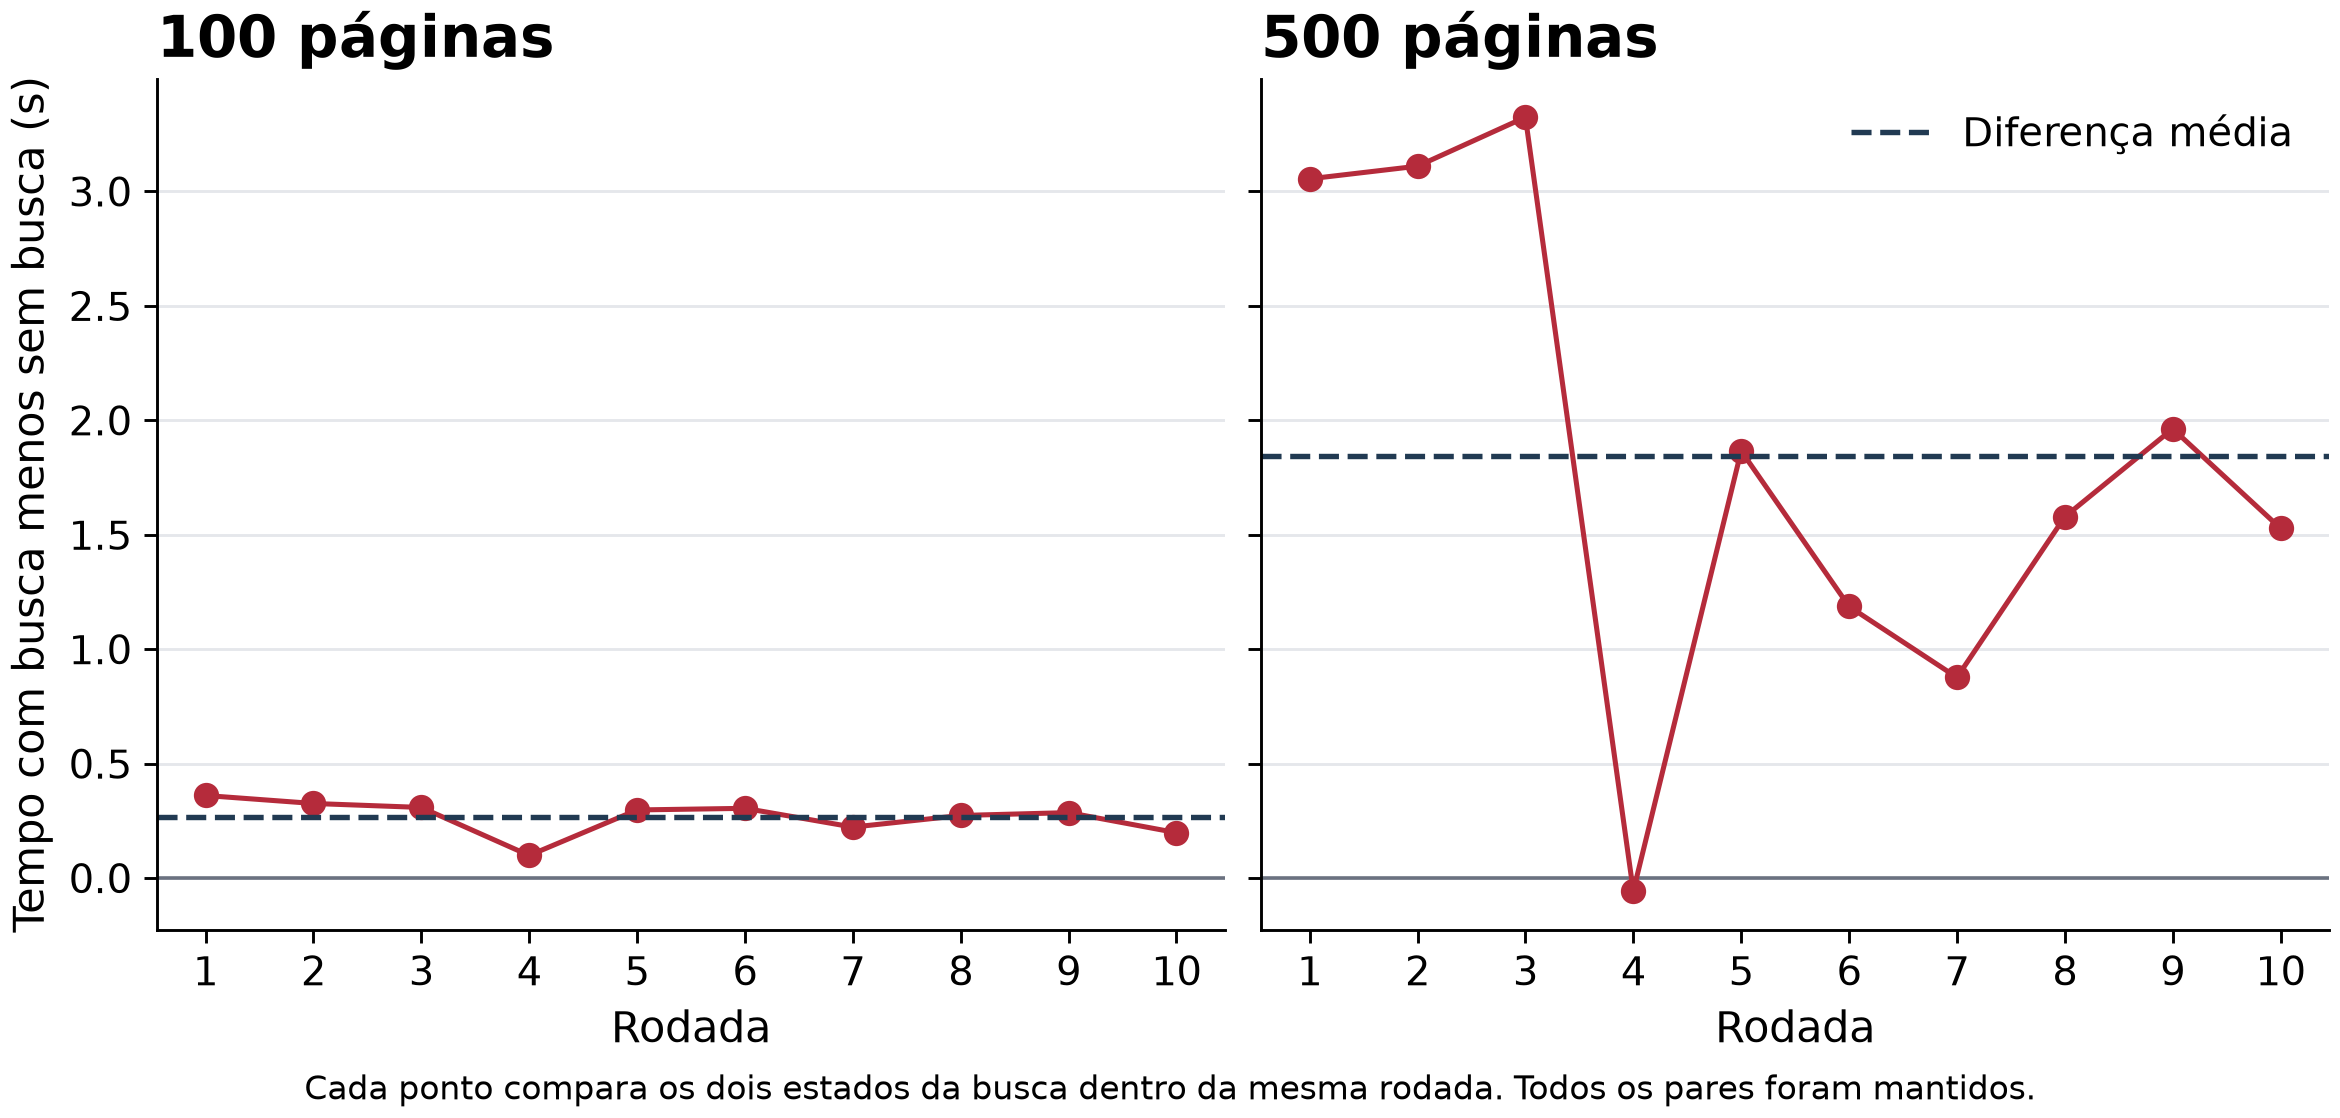 100 páginas
500 páginas
Tempo com busca menos sem busca (s)
3.0
2.5
2.0
1.5
1.0
0.5
0.0
Diferença média
1 2 3 4 5 6 7 8 9 10
1 2 3 4 5 6 7 8 9 10
Rodada
Rodada
Cada ponto compara os dois estados da busca dentro da mesma rodada. Todos os pares foram mantidos.